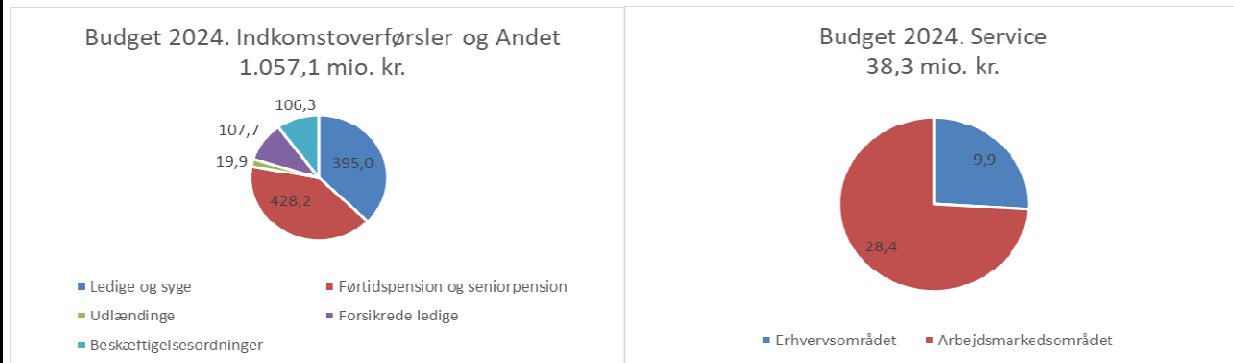 Budget 2024. Indkomstoverførsler og Andet
1.057,1 mio. kr.
106,3
107,7
19,9
395,0
428,2
Ledige og syge
Førtidspension og seniorpension
Udlændinge
Forsikrede ledige
Beskæftigelsesordninger
Budget 2024. Service
38,3 mio. kr.
9,9
28,4
Erhvervsområdet
Arbejdsmarkedsområdet